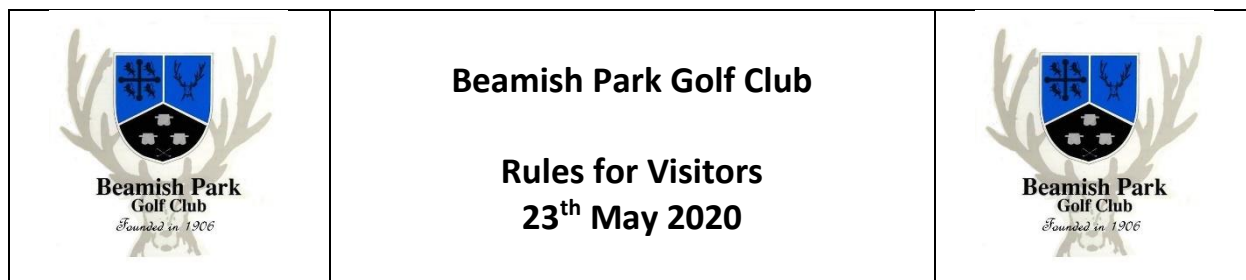 Beamish Park
Golf Club
Founded in 1906
Beamish Park Golf Club
Rules for Visitors
23th May 2020
Beamish Park
Golf Club
Founded in 1906